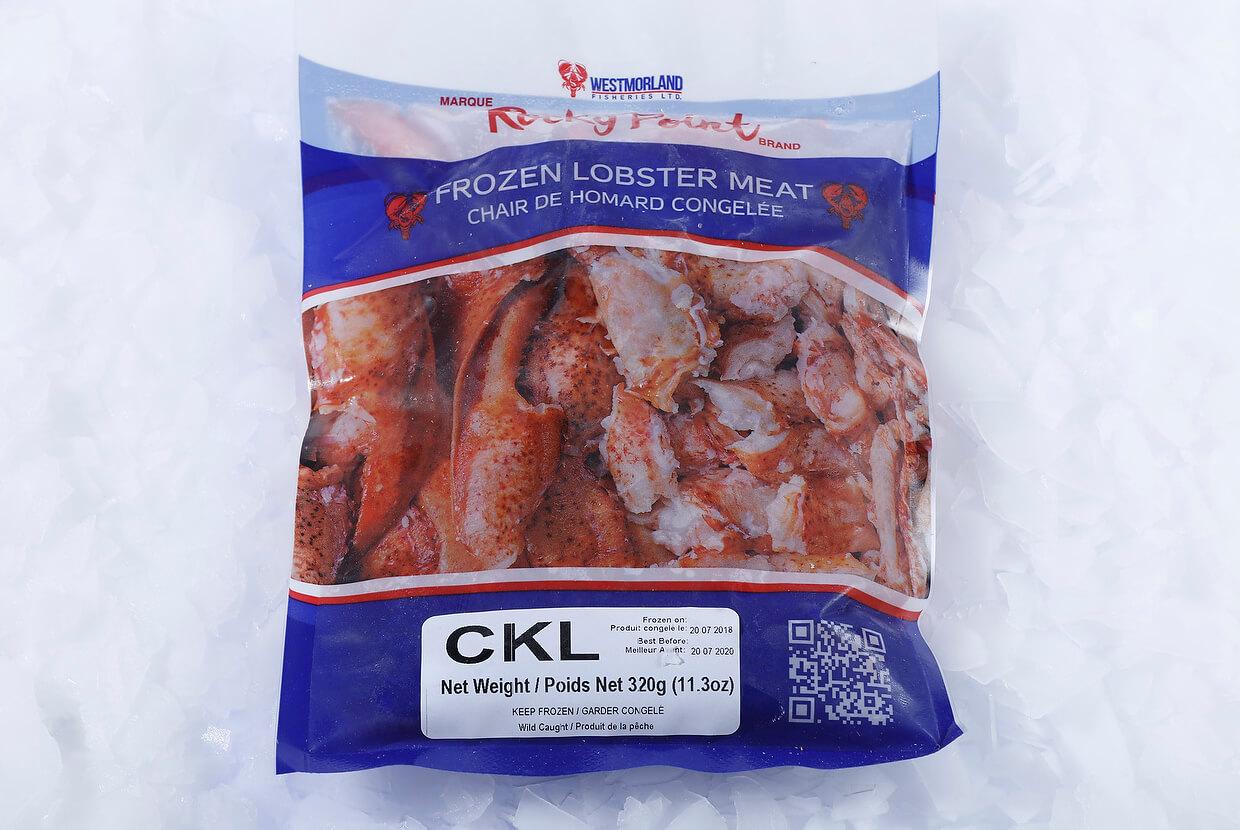 WESTMORLAND
FISHERIES LTD.
MARQUE
Rocky Point
BRAND
FROZEN LOBSTER MEAT
CHAIR DE HOMARD CONGELÉE
CKL
Frozen on:
Produit congelé le: 20 07 2018
Best Before:
Meilleur Avant: 20 07 2020
Net Weight / Poids Net 320g (11.3oz)
KEEP FROZEN / GARDER CONGELÉ
Wild Caught / Produit de la pêche